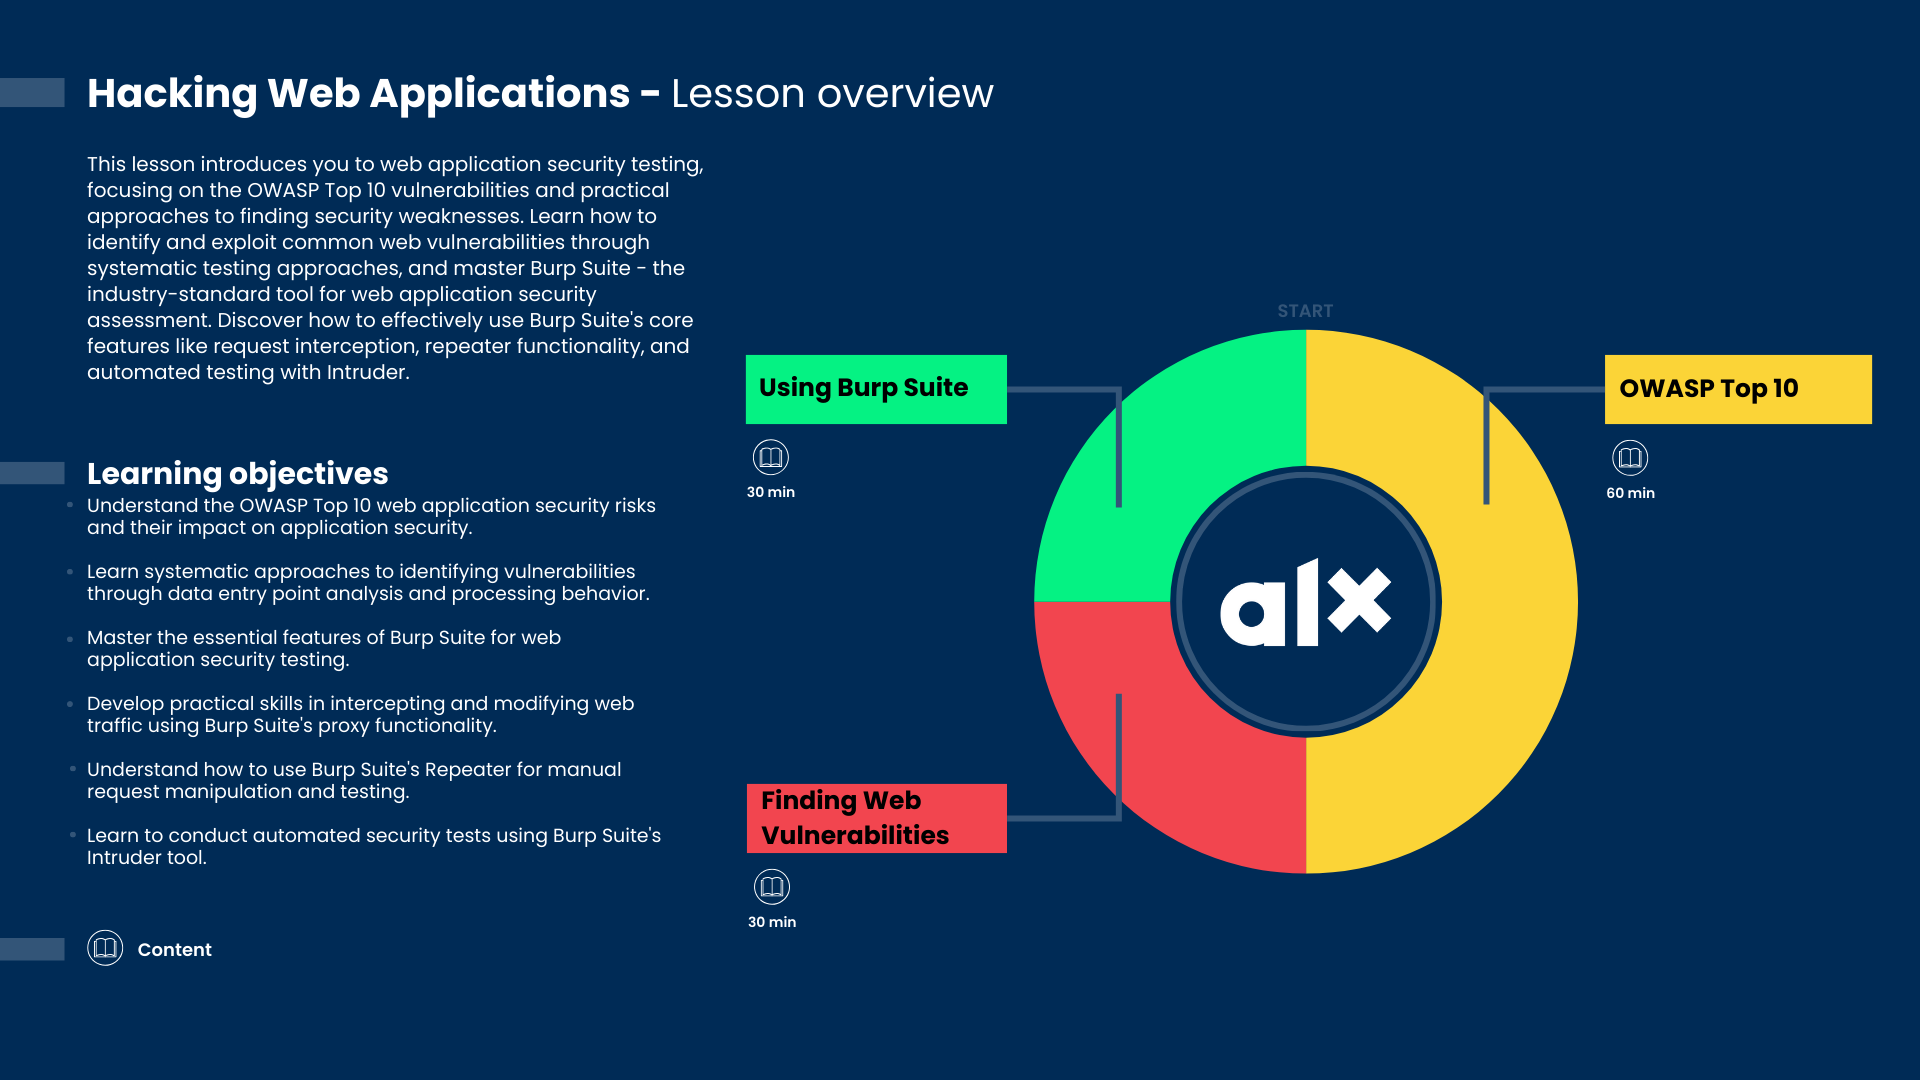 Hacking Web Applications - Lesson overview
This lesson introduces you to web application security testing,
focusing on the OWASP Top 10 vulnerabilities and practical
approaches to finding security weaknesses. Learn how to
identify and exploit common web vulnerabilities through
systematic testing approaches, and master Burp Suite - the
industry-standard tool for web application security
assessment. Discover how to effectively use Burp Suite's core
features like request interception, repeater functionality, and
automated testing with Intruder.
Learning objectives
Understand the OWASP Top 10 web application security risks
and their impact on application security.
Learn systematic approaches to identifying vulnerabilities
through data entry point analysis and processing behavior.
Master the essential features of Burp Suite for web
application security testing.
Develop practical skills in intercepting and modifying web
traffic using Burp Suite's proxy functionality.
Understand how to use Burp Suite's Repeater for manual
request manipulation and testing.
Learn to conduct automated security tests using Burp Suite's
Intruder tool.
Content
START
OWASP Top 10
60 min
alx
Finding Web
Vulnerabilities
30 min
Using Burp Suite
30 min